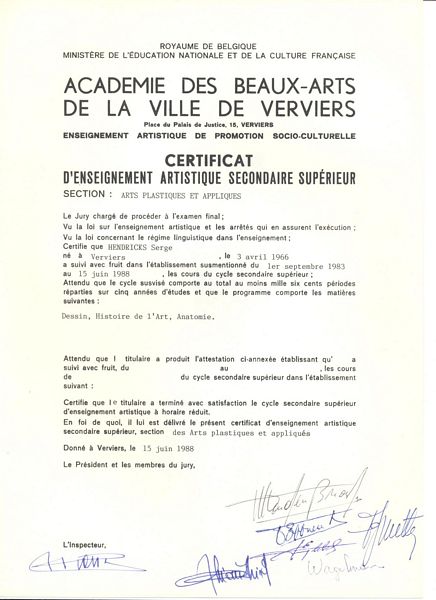 ROYAUME DE BELGIQUE
MINISTÈRE DE L'ÉDUCATION NATIONALE ET DE LA CULTURE FRANÇAISE
ACADEMIE DES BEAUX-ARTS
DE LA VILLE DE VERVIERS
Place du Palais de Justice, 15, VERVIERS
ENSEIGNEMENT ARTISTIQUE DE PROMOTION SOCIO-CULTURELLE
CERTIFICAT
D'ENSEIGNEMENT ARTISTIQUE SECONDAIRE SUPÉRIEUR
SECTION : ARTS PLASTIQUES ET APPLIQUES
Le Jury chargé de procéder à l'examen final ;
Vu la loi sur l'enseignement artistique et les arrêtés qui en assurent l'exécution ;
Vu la loi concernant le régime linguistique dans l'enseignement ;
Certifie que HENDRICKS Serge
né à Verviers , le 3 avril 1966
a suivi avec fruit dans l'établissement susmentionné du 1er septembre 1983
au 15 juin 1988 , les cours du cycle secondaire supérieur ;
Attendu que le cycle susvisé comporte au total au moins mille six cents périodes
réparties sur cinq années d'études et que le programme comporte les matières
suivantes :
Dessin, Histoire de l'Art, Anatomie.
Attendu que l titulaire a produit l'attestation ci-annexée établissant qu' a
suivi avec fruit, du au , les cours
de du cycle secondaire supérieur dans l'établissement
suivant :
Certifie que le titulaire a terminé avec satisfaction le cycle secondaire supérieur
d'enseignement artistique à horaire réduit.
En foi de quoi, il lui est délivré le présent certificat d'enseignement artistique
secondaire supérieur, section des Arts plastiques et appliqués
Donné à Verviers, le 15 juin 1988
Le Président et les membres du jury,
L'Inspecteur,